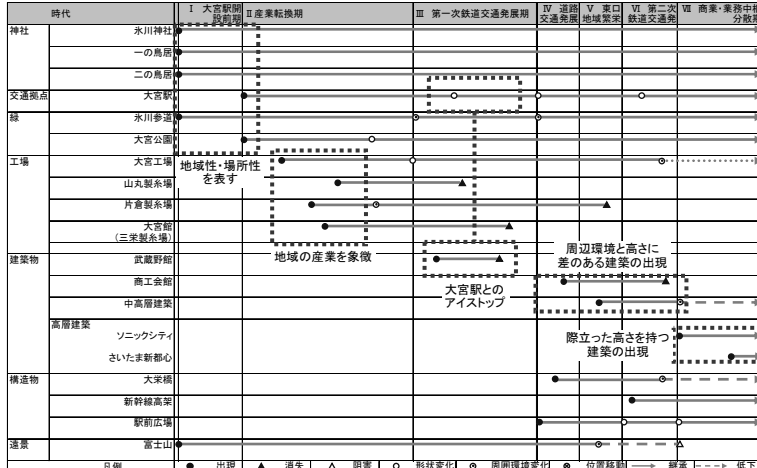 時代
Ⅰ 大宮駅開設前期
Ⅱ 産業転換期
Ⅲ 第一次鉄道交通発展期
Ⅳ 道路交通発展
Ⅴ 東口地域繁栄
Ⅵ 第二次鉄道交通発
Ⅶ 商業・業務中核分散期
神社
氷川神社
一の鳥居
二の鳥居
交通拠点
大宮駅
緑
氷川参道
大宮公園
工場
大宮工場
山丸製糸場
片倉製糸場
大宮館
(三栄製糸場)
建築物
武蔵野館
商工会館
中高層建築
高層建築
ソニックシティ
さいたま新都心
構造物
大栄橋
新幹線高架
駅前広場
遠景
富士山
地域性・場所性
を表す
地域の産業を象徴
大宮駅との
アイストップ
周辺環境と高さに
差のある建築の出現
際立った高さを持つ
建築の出現
凡例
出現
消失
阻害
形状変化
周囲環境変化
位置移動
継承
低下